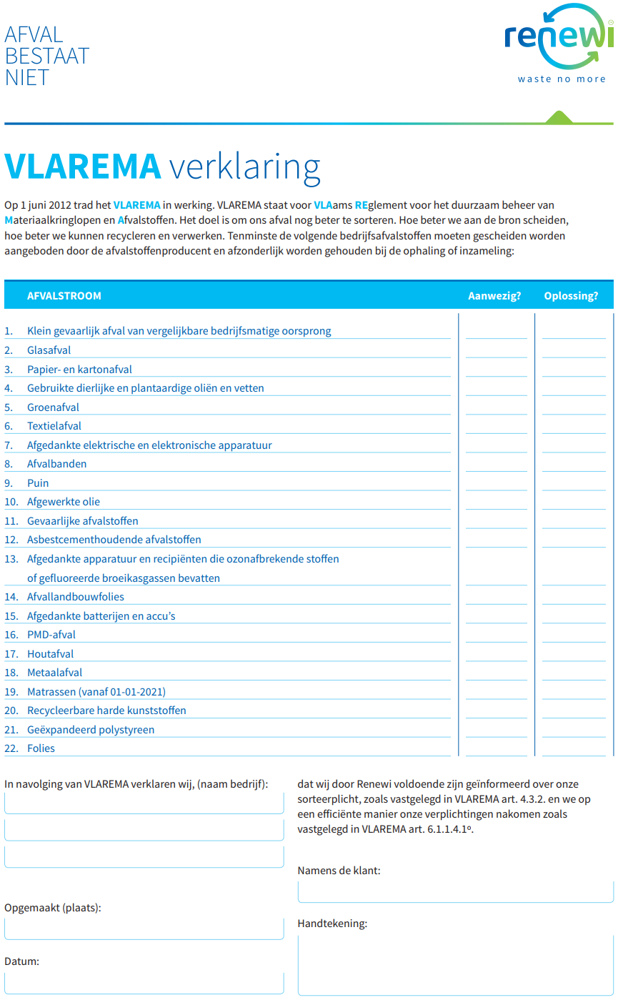 AFVAL
BESTAAT
NIET
renewi
waste no more
VLAREMA verklaring
Op 1 juni 2012 trad het VLAREMA in werking. VLAREMA staat voor VLAams REglement voor het duurzaam beheer van
Materiaalkringlopen en Afvalstoffen. Het doel is om ons afval nog beter te sorteren. Hoe beter we aan de bron scheiden,
hoe beter we kunnen recycleren en verwerken. Tenminste de volgende bedrijfsafvalstoffen moeten gescheiden worden
aangeboden door de afvalstoffenproducent en afzonderlijk worden gehouden bij de ophaling of inzameling:
AFVALSTROOM Aanwezig? Oplossing?
1. Klein gevaarlijk afval van vergelijkbare bedrijfsmatige oorsprong
2. Glasafval
3. Papier- en kartonafval
4. Gebruikte dierlijke en plantaardige oliën en vetten
5. Groenafval
6. Textielafval
7. Afgedankte elektrische en elektronische apparatuur
8. Afvalbanden
9. Puin
10. Afgewerkte olie
11. Gevaarlijke afvalstoffen
12. Asbestcementhoudende afvalstoffen
13. Afgedankte apparatuur en recipiënten die ozonafbrekende stoffen
of gefluoreerde broeikasgassen bevatten
14. Afvallandbouwfolies
15. Afgedankte batterijen en accu's
16. PMD-afval
17. Houtafval
18. Metaalafval
19. Matrassen (vanaf 01-01-2021)
20. Recycleerbare harde kunststoffen
21. Geëxpandeerd polystyreen
22. Folies
In navolging van VLAREMA verklaren wij, (naam bedrijf):
dat wij door Renewi voldoende zijn geïnformeerd over onze
sorteerplicht, zoals vastgelegd in VLAREMA art. 4.3.2. en we op
een efficiënte manier onze verplichtingen nakomen zoals
vastgelegd in VLAREMA art. 6.1.1.4.1º.
Namens de klant:
Opgemaakt (plaats):
Handtekening:
Datum: